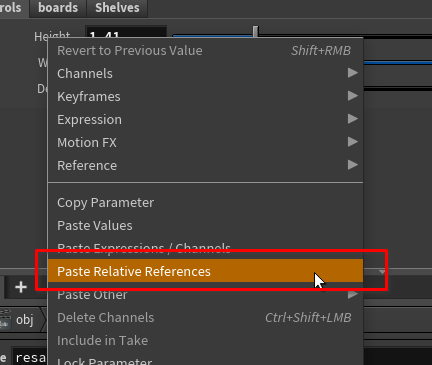 rols boards Shelves
Height 1.41
Revert to Previous Value Shift+RMB
Channels
Keyframes
Expression
Motion FX
Reference
Copy Parameter
Paste Values
Paste Expressions / Channels
Paste Relative References
Paste Other
Delete Channels Ctrl+Shift+LMB
Include in Take
Lock Parameter
obj
e resa